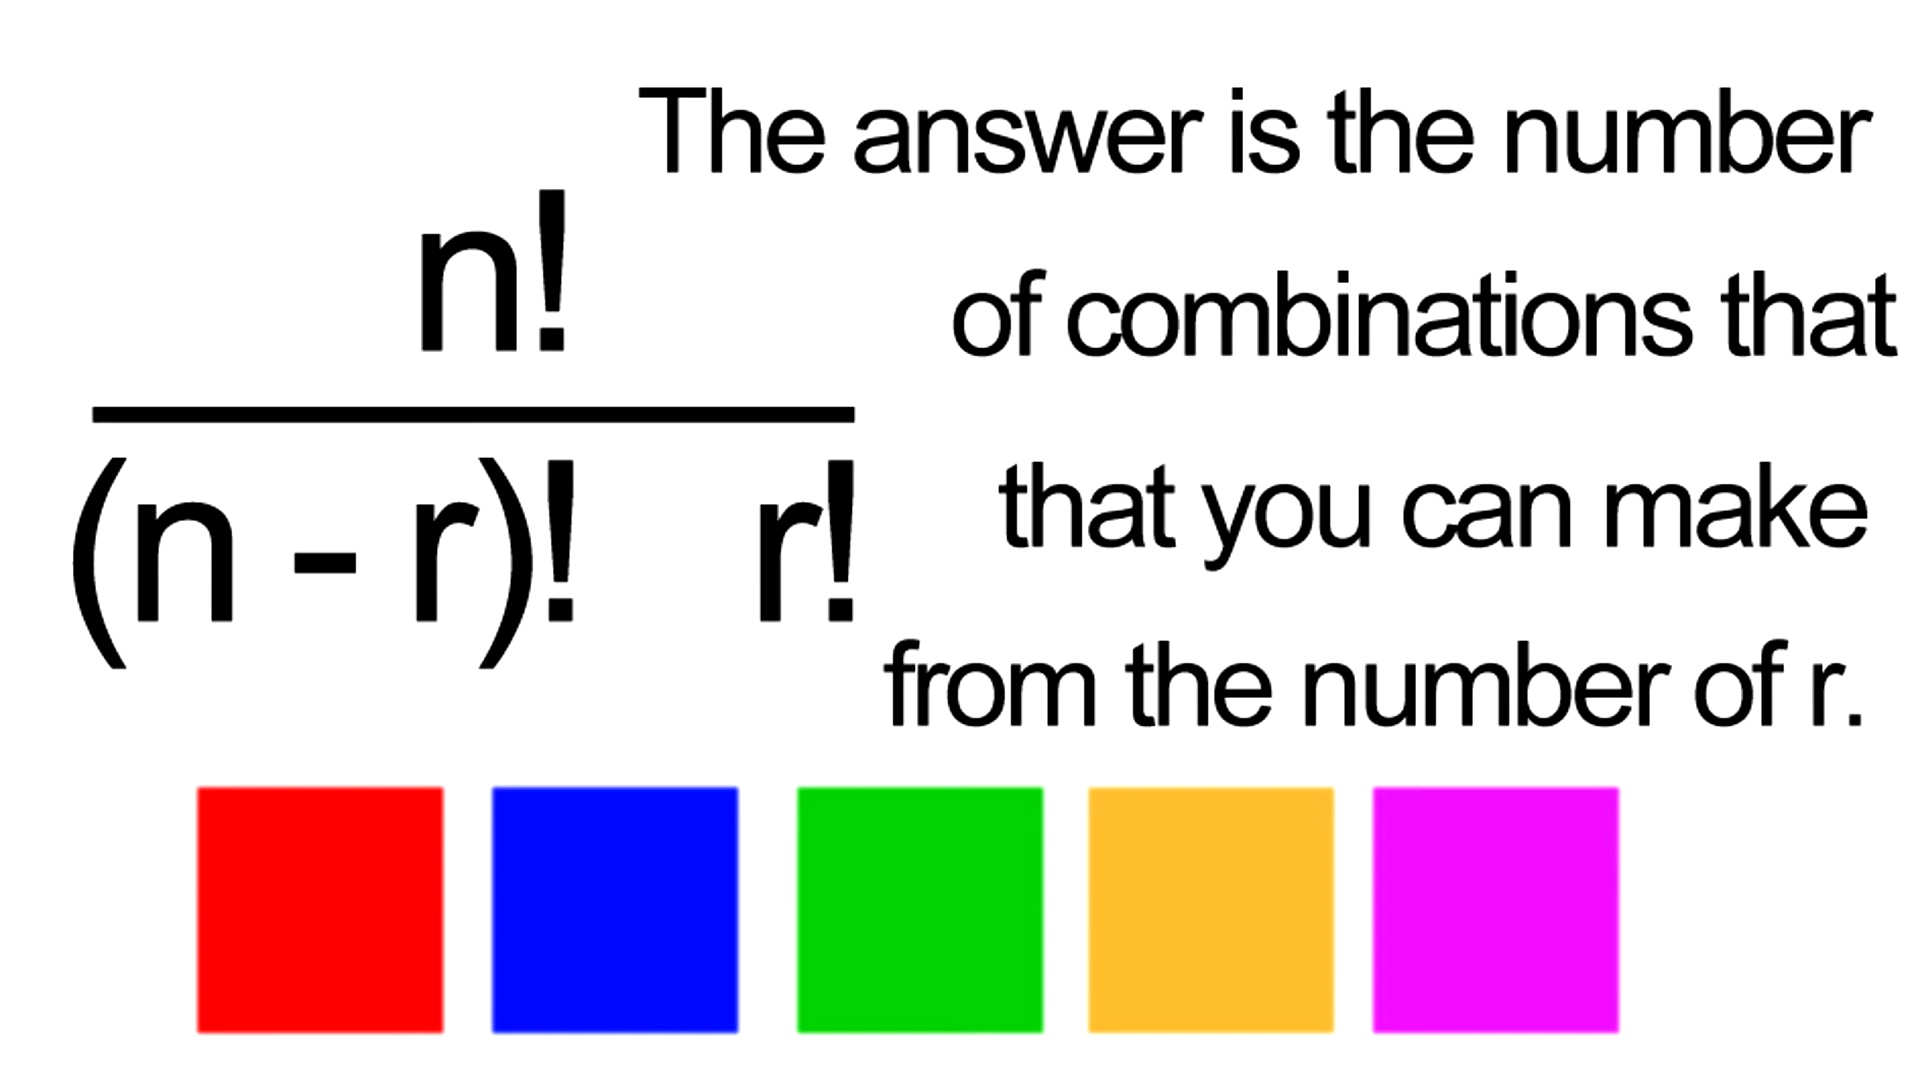 The answer is the number
n!
of combinations that
(n - r)! r!
that you can make
from the number of r.